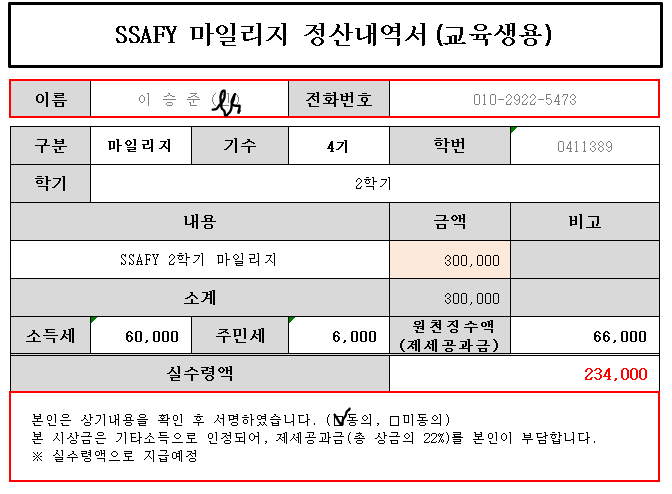 SSAFY 마일리지 정산내역서(교육생용)
이름 이 승 준 ( ) 전화번호 010-2922-5473
구분 마일리지 기수 4기 학번 0411389
학기 2학기
내용 금액 비고
SSAFY 2학기 마일리지 300,000
소계 300,000
소득세 60,000 주민세 6,000 원천징수액 (제세공과금) 66,000
실수령액 234,000
본인은 상기내용을 확인 후 서명하였습니다. (☑동의, □미동의)
본 시상금은 기타소득으로 인정되어, 제세공과금(총 상금의 22%)를 본인이 부담합니다.
※ 실수령액으로 지급예정